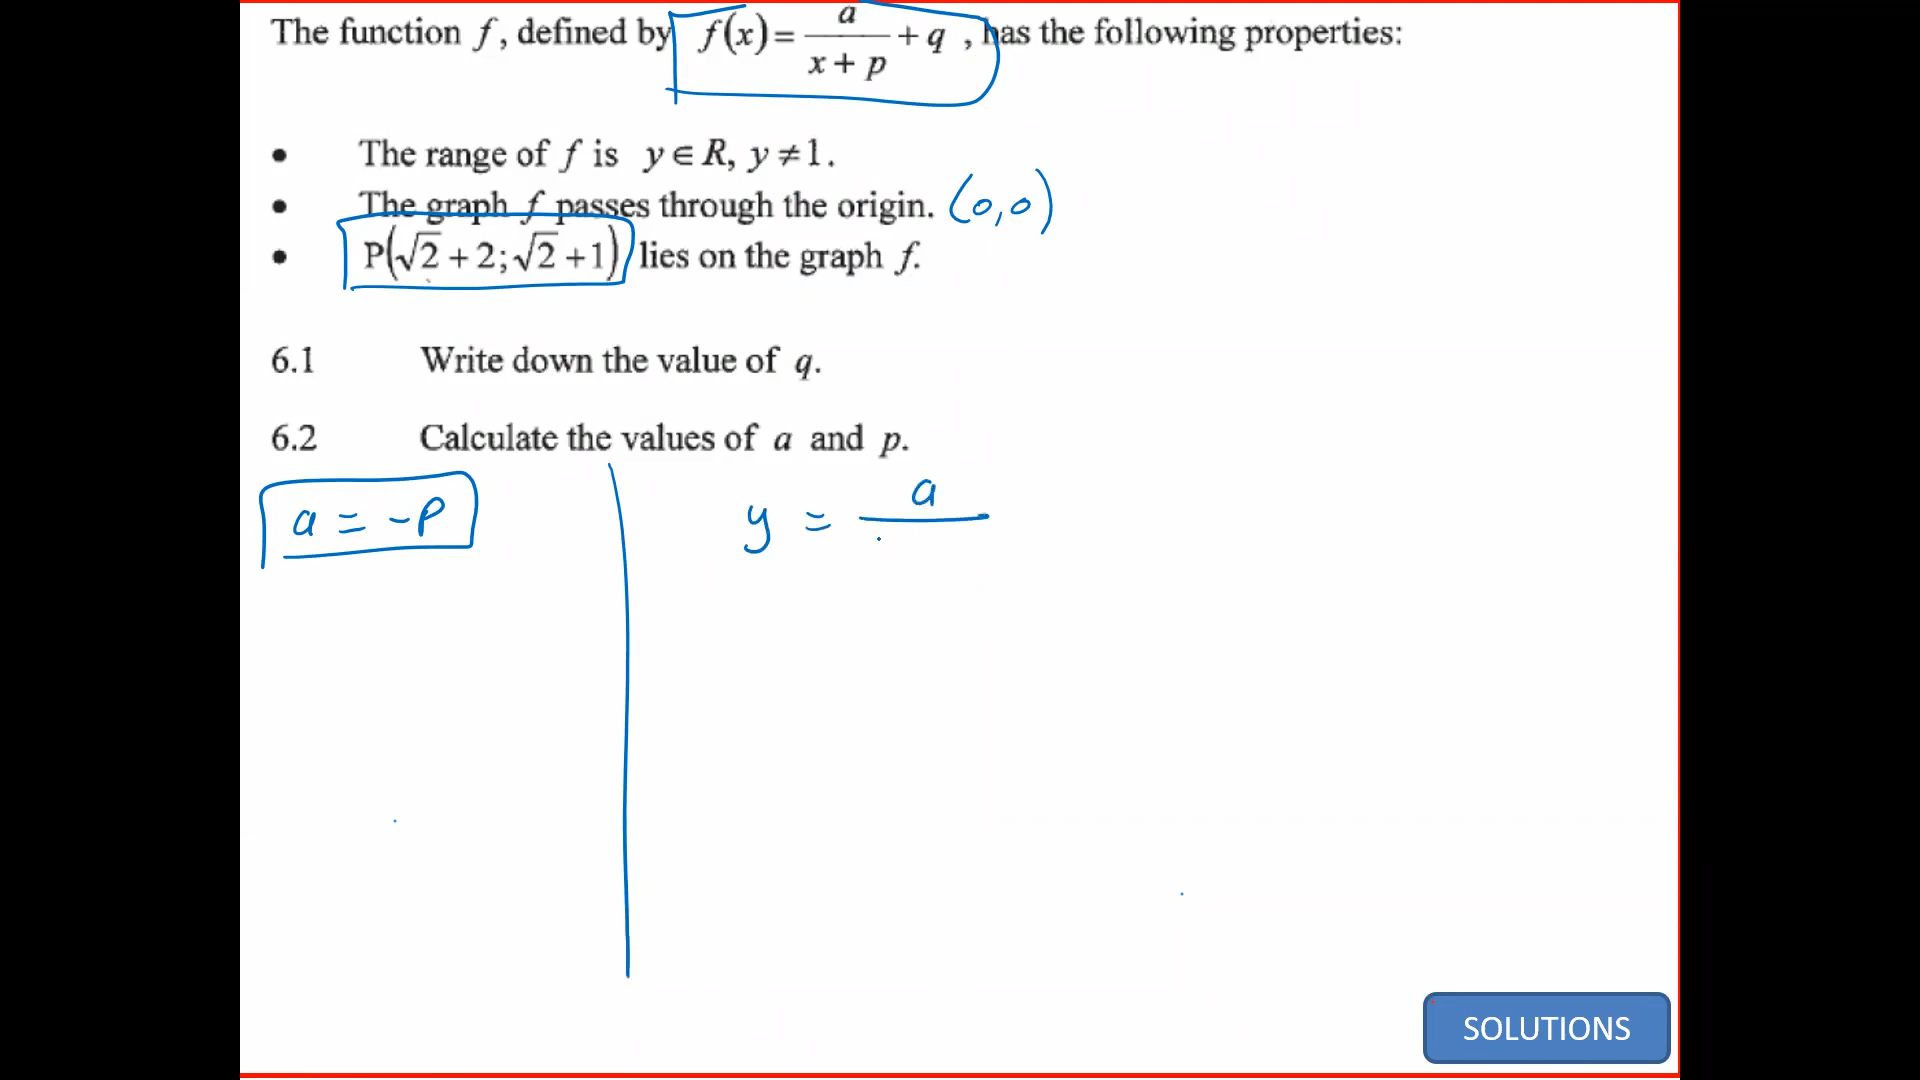 The function f, defined by f(x) = a/(x + p) + q, has the following properties:
• The range of f is y ∈ R, y ≠ 1.
• The graph f passes through the origin. (0,0)
• P(√2 + 2; √2 + 1) lies on the graph f.
6.1 Write down the value of q.
6.2 Calculate the values of a and p.
a = -p
y = a/
SOLUTIONS